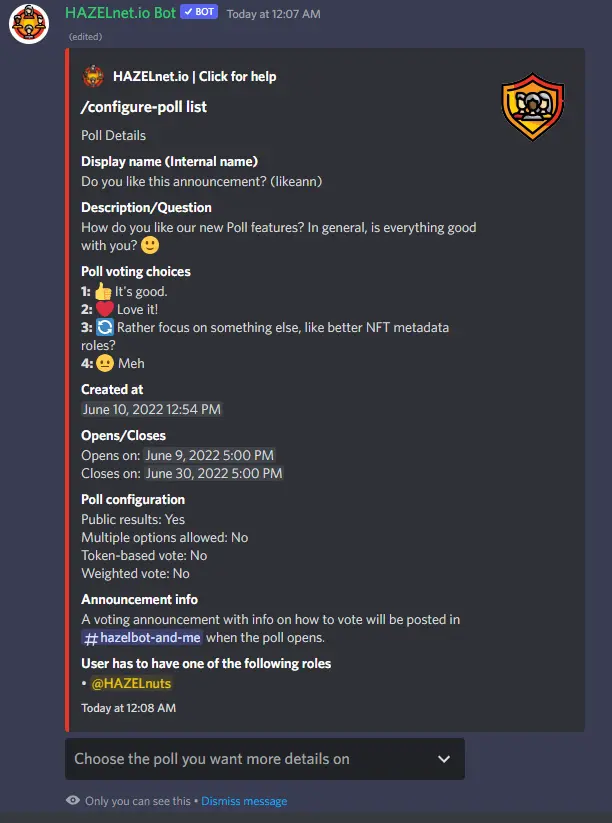 HAZELnet.io Bot ✓ BOT Today at 12:07 AM
(edited)
HAZELnet.io | Click for help
/configure-poll list
Poll Details
Display name (Internal name)
Do you like this announcement? (likeann)
Description/Question
How do you like our new Poll features? In general, is everything good
with you? 🙂
Poll voting choices
1: 👍 It's good.
2: ❤️ Love it!
3: 🔄 Rather focus on something else, like better NFT metadata
roles?
4: 😐 Meh
Created at
June 10, 2022 12:54 PM
Opens/Closes
Opens on: June 9, 2022 5:00 PM
Closes on: June 30, 2022 5:00 PM
Poll configuration
Public results: Yes
Multiple options allowed: No
Token-based vote: No
Weighted vote: No
Announcement info
A voting announcement with info on how to vote will be posted in
#hazelbot-and-me when the poll opens.
User has to have one of the following roles
• @HAZELnuts
Today at 12:08 AM
Choose the poll you want more details on
Only you can see this • Dismiss message